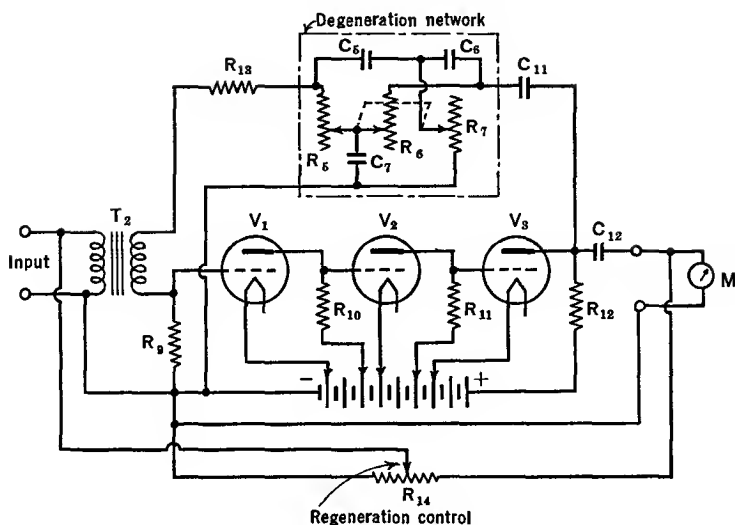 Degeneration network
C5 C6
R13
C11
R5 R6 R7
C7
T2
V1 V2 V3
C12
Input
M
R9
R10 R11 R12
- +
R14
Regeneration control